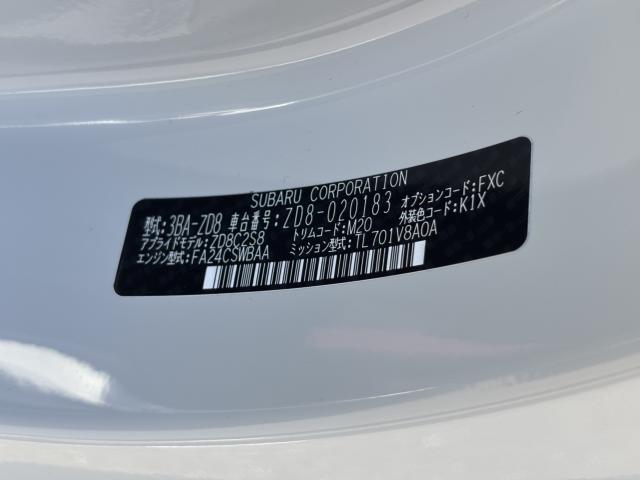 SUBARU CORPORATION
型式:3BA-ZD8 車台番号:ZD8-020183 オプションコード:FXC
アプライドモデル:ZD8C2S8 トリムコード:M20 外装色コード:K1X
エンジン型式:FA24CSWBAA ミッション型式:TL701V8A0A